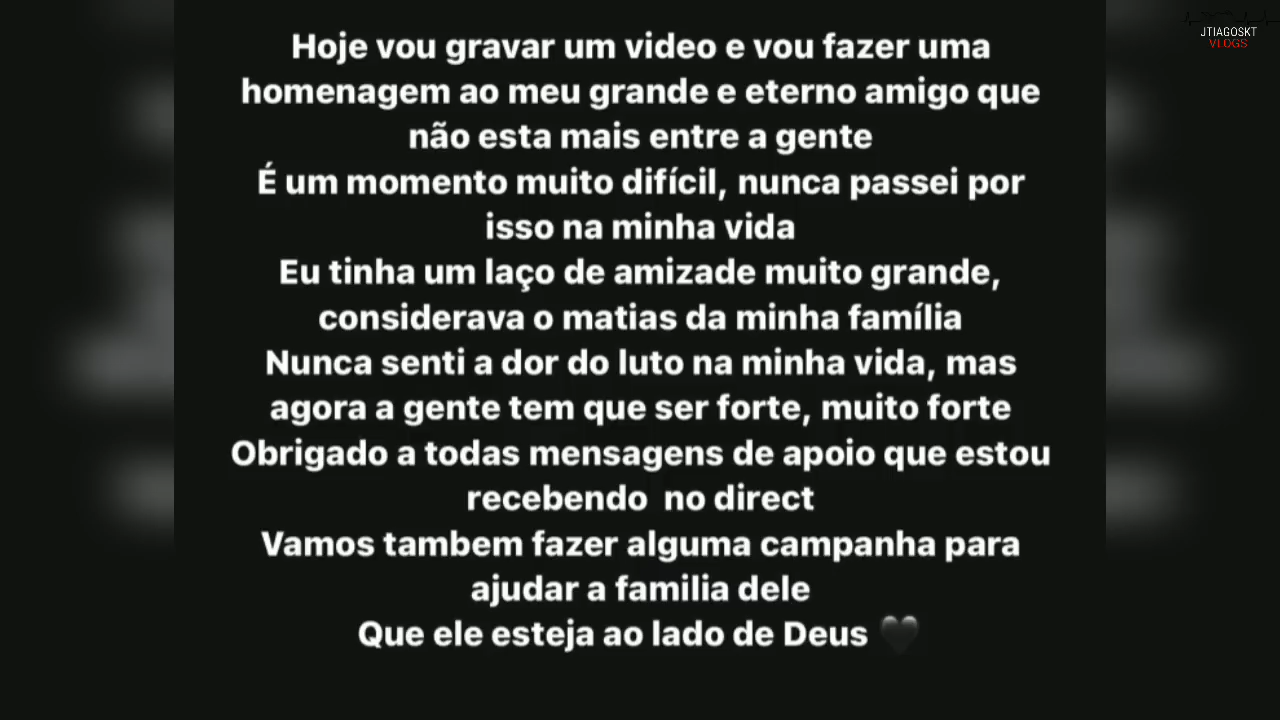 Hoje vou gravar um video e vou fazer uma
homenagem ao meu grande e eterno amigo que
não esta mais entre a gente
É um momento muito difícil, nunca passei por
isso na minha vida
Eu tinha um laço de amizade muito grande,
considerava o matias da minha família
Nunca senti a dor do luto na minha vida, mas
agora a gente tem que ser forte, muito forte
Obrigado a todas mensagens de apoio que estou
recebendo  no direct
Vamos tambem fazer alguma campanha para
ajudar a familia dele
Que ele esteja ao lado de Deus 🖤
JTIAGOSKT
VLOGS